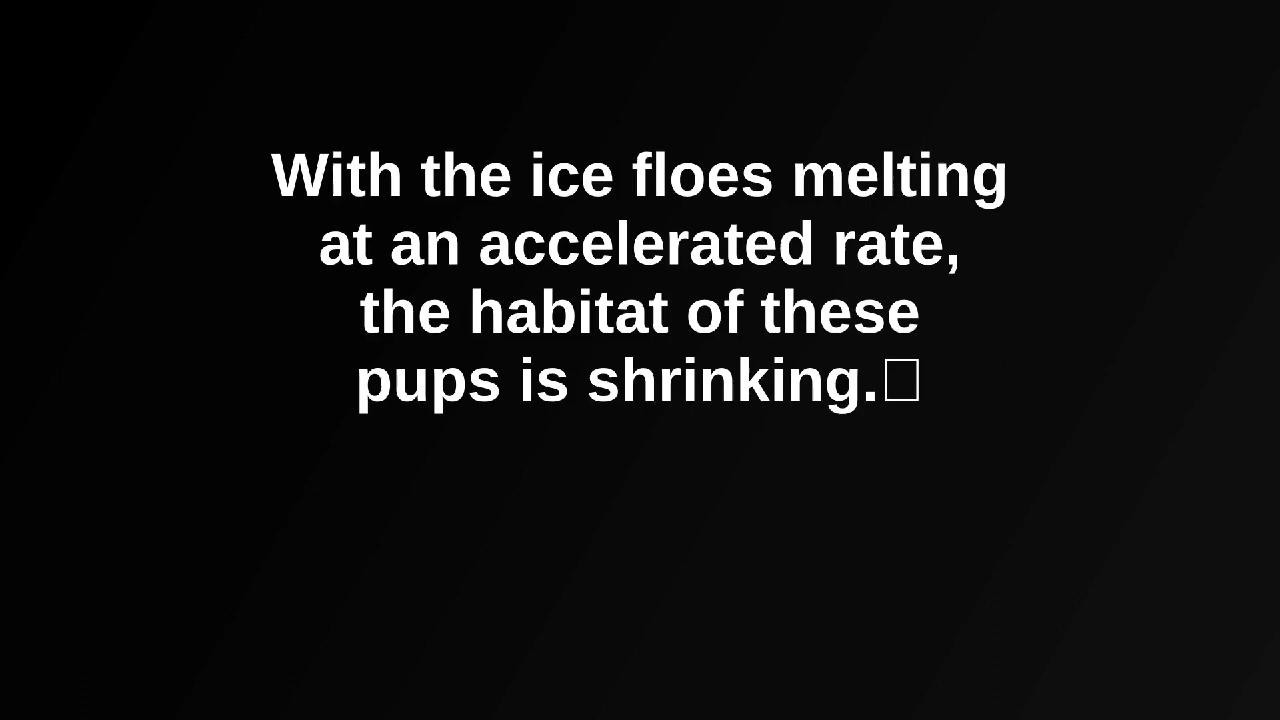 With the ice floes melting
at an accelerated rate,
the habitat of these
pups is shrinking.